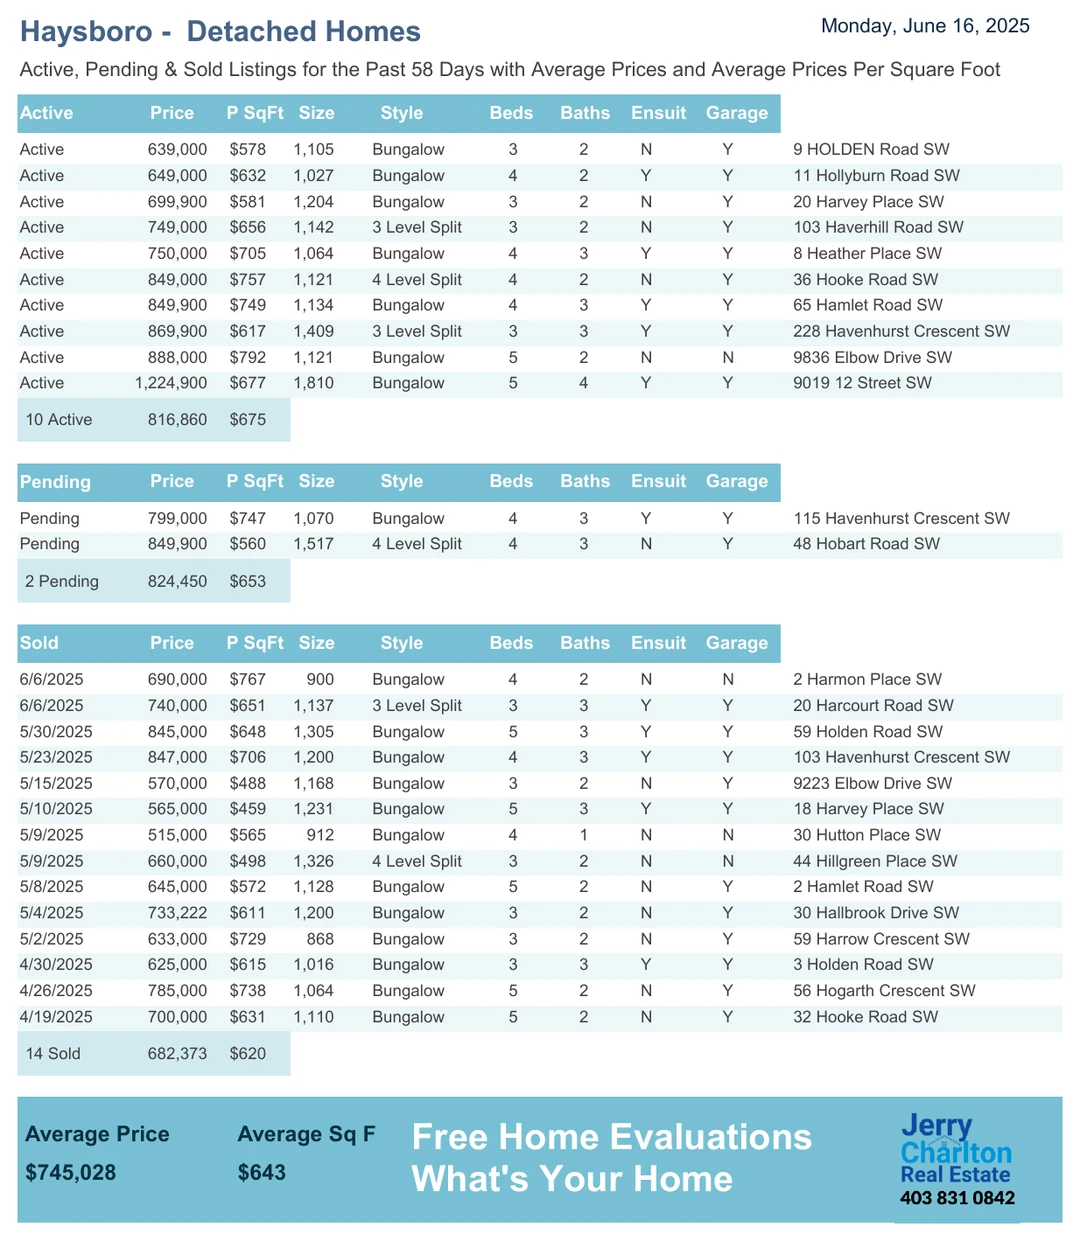 Haysboro -  Detached Homes
Monday, June 16, 2025
Active, Pending & Sold Listings for the Past 58 Days with Average Prices and Average Prices Per Square Foot
Active Price P SqFt Size Style Beds Baths Ensuit Garage
Active 639,000 $578 1,105 Bungalow 3 2 N Y 9 HOLDEN Road SW
Active 649,000 $632 1,027 Bungalow 4 2 Y Y 11 Hollyburn Road SW
Active 699,900 $581 1,204 Bungalow 3 2 N Y 20 Harvey Place SW
Active 749,000 $656 1,142 3 Level Split 3 2 N Y 103 Haverhill Road SW
Active 750,000 $705 1,064 Bungalow 4 3 Y Y 8 Heather Place SW
Active 849,000 $757 1,121 4 Level Split 4 2 N Y 36 Hooke Road SW
Active 849,900 $749 1,134 Bungalow 4 3 Y Y 65 Hamlet Road SW
Active 869,900 $617 1,409 3 Level Split 3 3 Y Y 228 Havenhurst Crescent SW
Active 888,000 $792 1,121 Bungalow 5 2 N N 9836 Elbow Drive SW
Active 1,224,900 $677 1,810 Bungalow 5 4 Y Y 9019 12 Street SW
10 Active 816,860 $675
Pending Price P SqFt Size Style Beds Baths Ensuit Garage
Pending 799,000 $747 1,070 Bungalow 4 3 Y Y 115 Havenhurst Crescent SW
Pending 849,900 $560 1,517 4 Level Split 4 3 N Y 48 Hobart Road SW
2 Pending 824,450 $653
Sold Price P SqFt Size Style Beds Baths Ensuit Garage
6/6/2025 690,000 $767 900 Bungalow 4 2 N N 2 Harmon Place SW
6/6/2025 740,000 $651 1,137 3 Level Split 3 3 Y Y 20 Harcourt Road SW
5/30/2025 845,000 $648 1,305 Bungalow 5 3 Y Y 59 Holden Road SW
5/23/2025 847,000 $706 1,200 Bungalow 4 3 Y Y 103 Havenhurst Crescent SW
5/15/2025 570,000 $488 1,168 Bungalow 3 2 N Y 9223 Elbow Drive SW
5/10/2025 565,000 $459 1,231 Bungalow 5 3 Y Y 18 Harvey Place SW
5/9/2025 515,000 $565 912 Bungalow 4 1 N N 30 Hutton Place SW
5/9/2025 660,000 $498 1,326 4 Level Split 3 2 N N 44 Hillgreen Place SW
5/8/2025 645,000 $572 1,128 Bungalow 5 2 N Y 2 Hamlet Road SW
5/4/2025 733,222 $611 1,200 Bungalow 3 2 N Y 30 Hallbrook Drive SW
5/2/2025 633,000 $729 868 Bungalow 3 2 N Y 59 Harrow Crescent SW
4/30/2025 625,000 $615 1,016 Bungalow 3 3 Y Y 3 Holden Road SW
4/26/2025 785,000 $738 1,064 Bungalow 5 2 N Y 56 Hogarth Crescent SW
4/19/2025 700,000 $631 1,110 Bungalow 5 2 N Y 32 Hooke Road SW
14 Sold 682,373 $620
Average Price Average Sq F
$745,028 $643
Free Home Evaluations
What's Your Home
Jerry
Charlton
Real Estate
403 831 0842